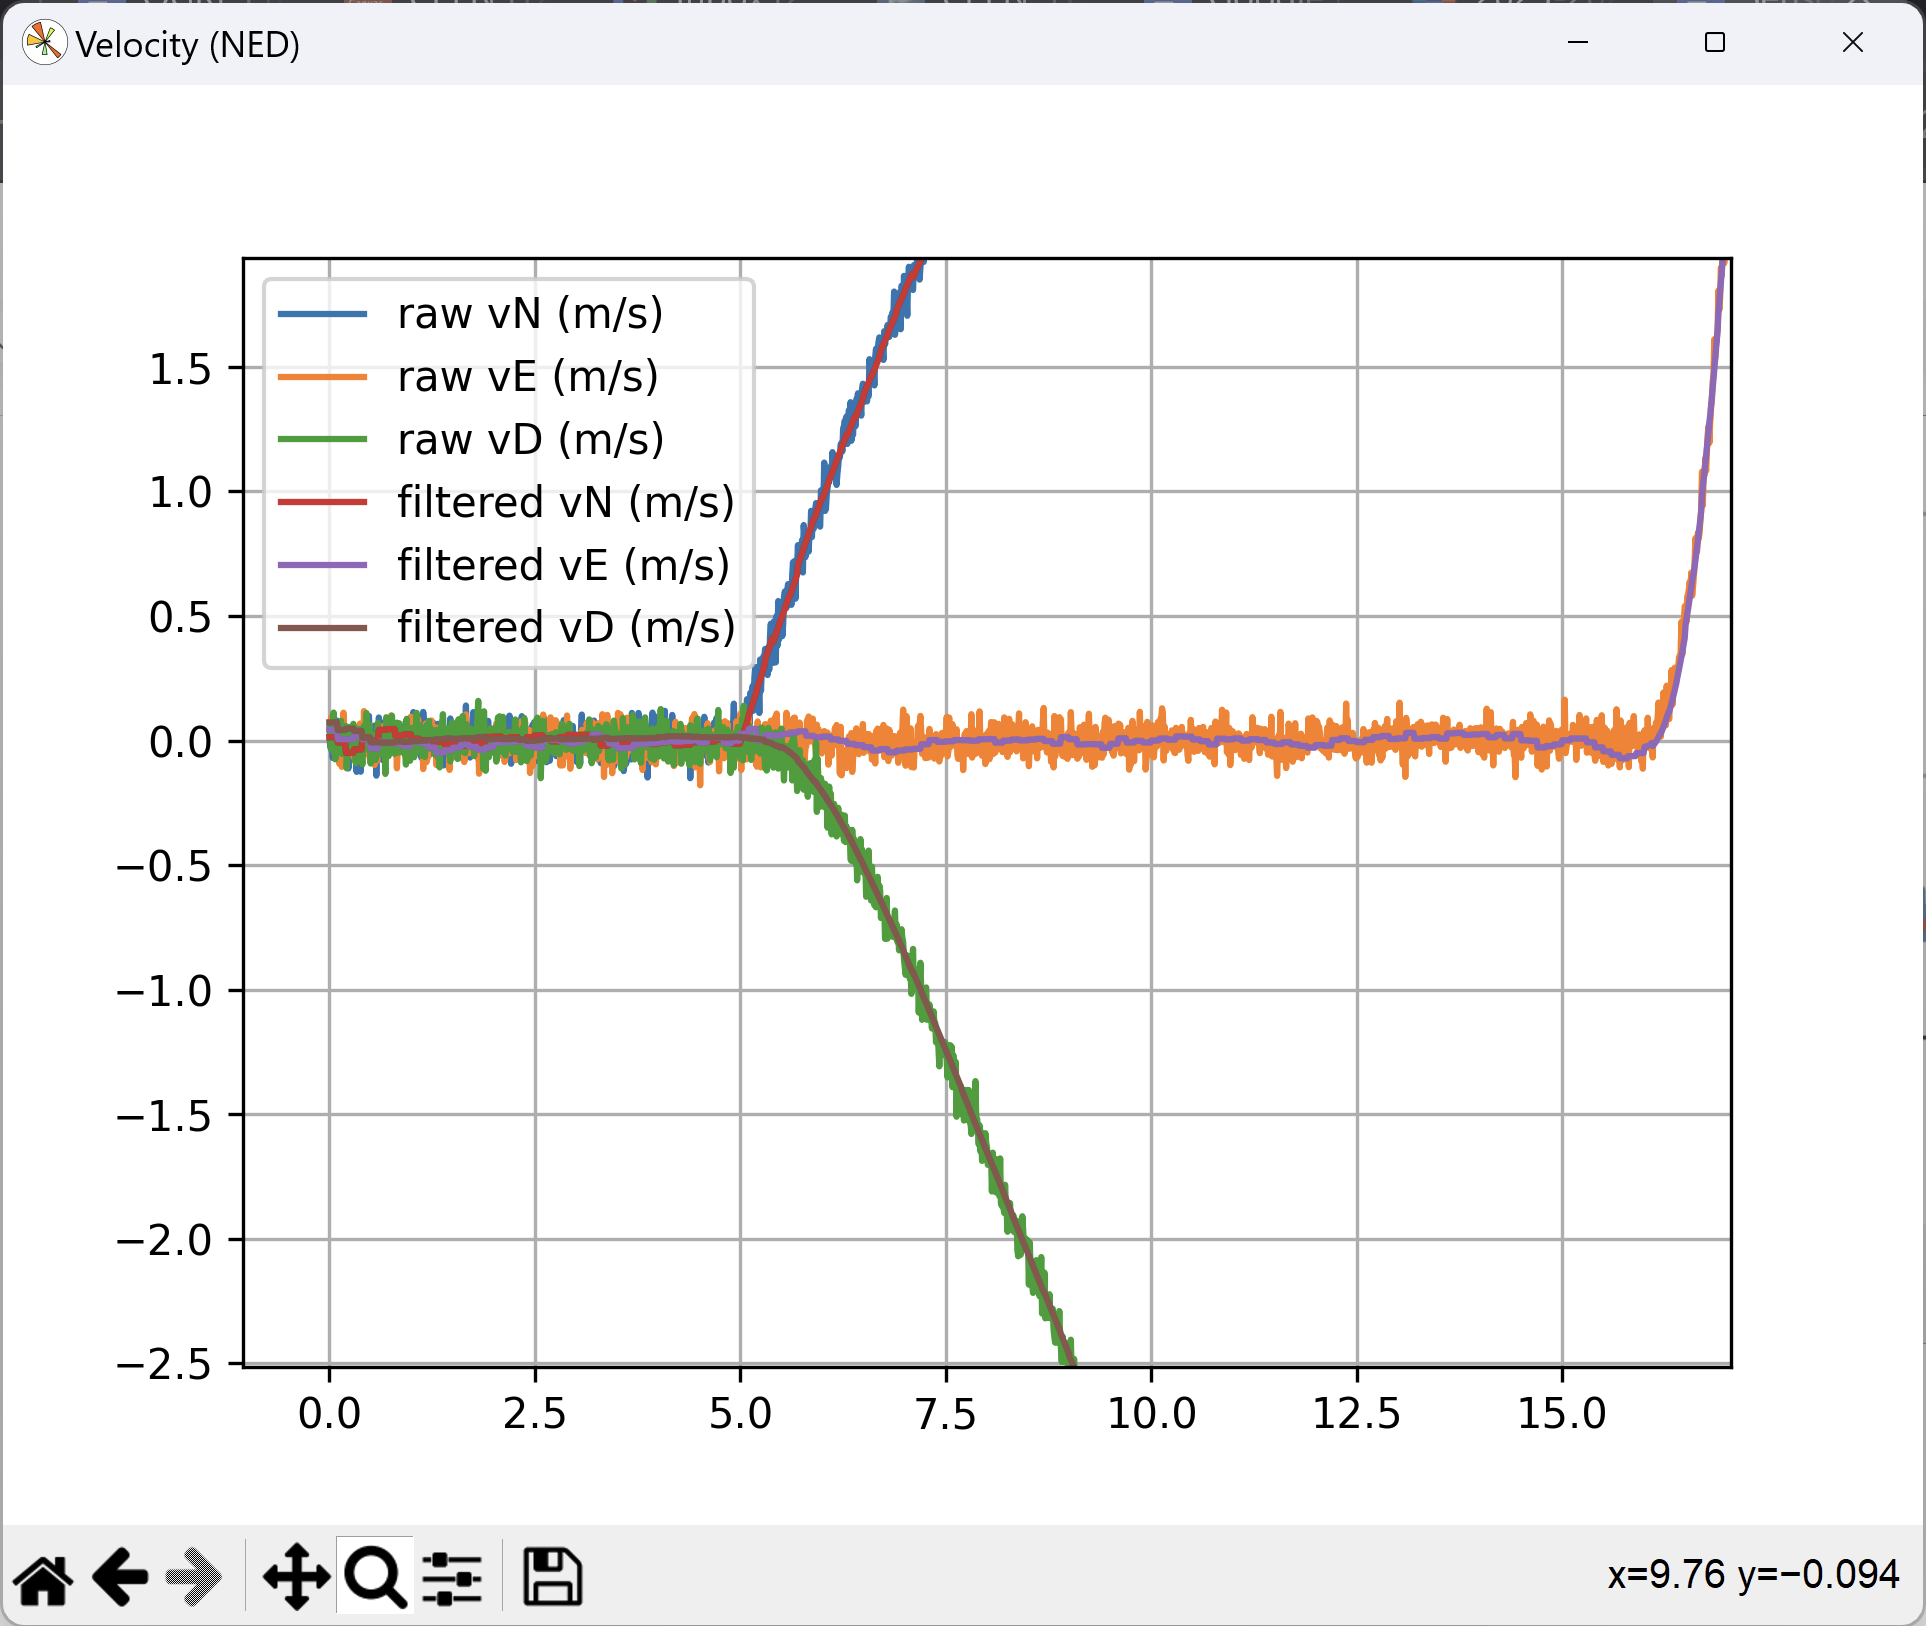 Velocity (NED)
raw vN (m/s)
raw vE (m/s)
raw vD (m/s)
filtered vN (m/s)
filtered vE (m/s)
filtered vD (m/s)
1.5
1.0
0.5
0.0
−0.5
−1.0
−1.5
−2.0
−2.5
0.0 2.5 5.0 7.5 10.0 12.5 15.0
x=9.76 y=−0.094